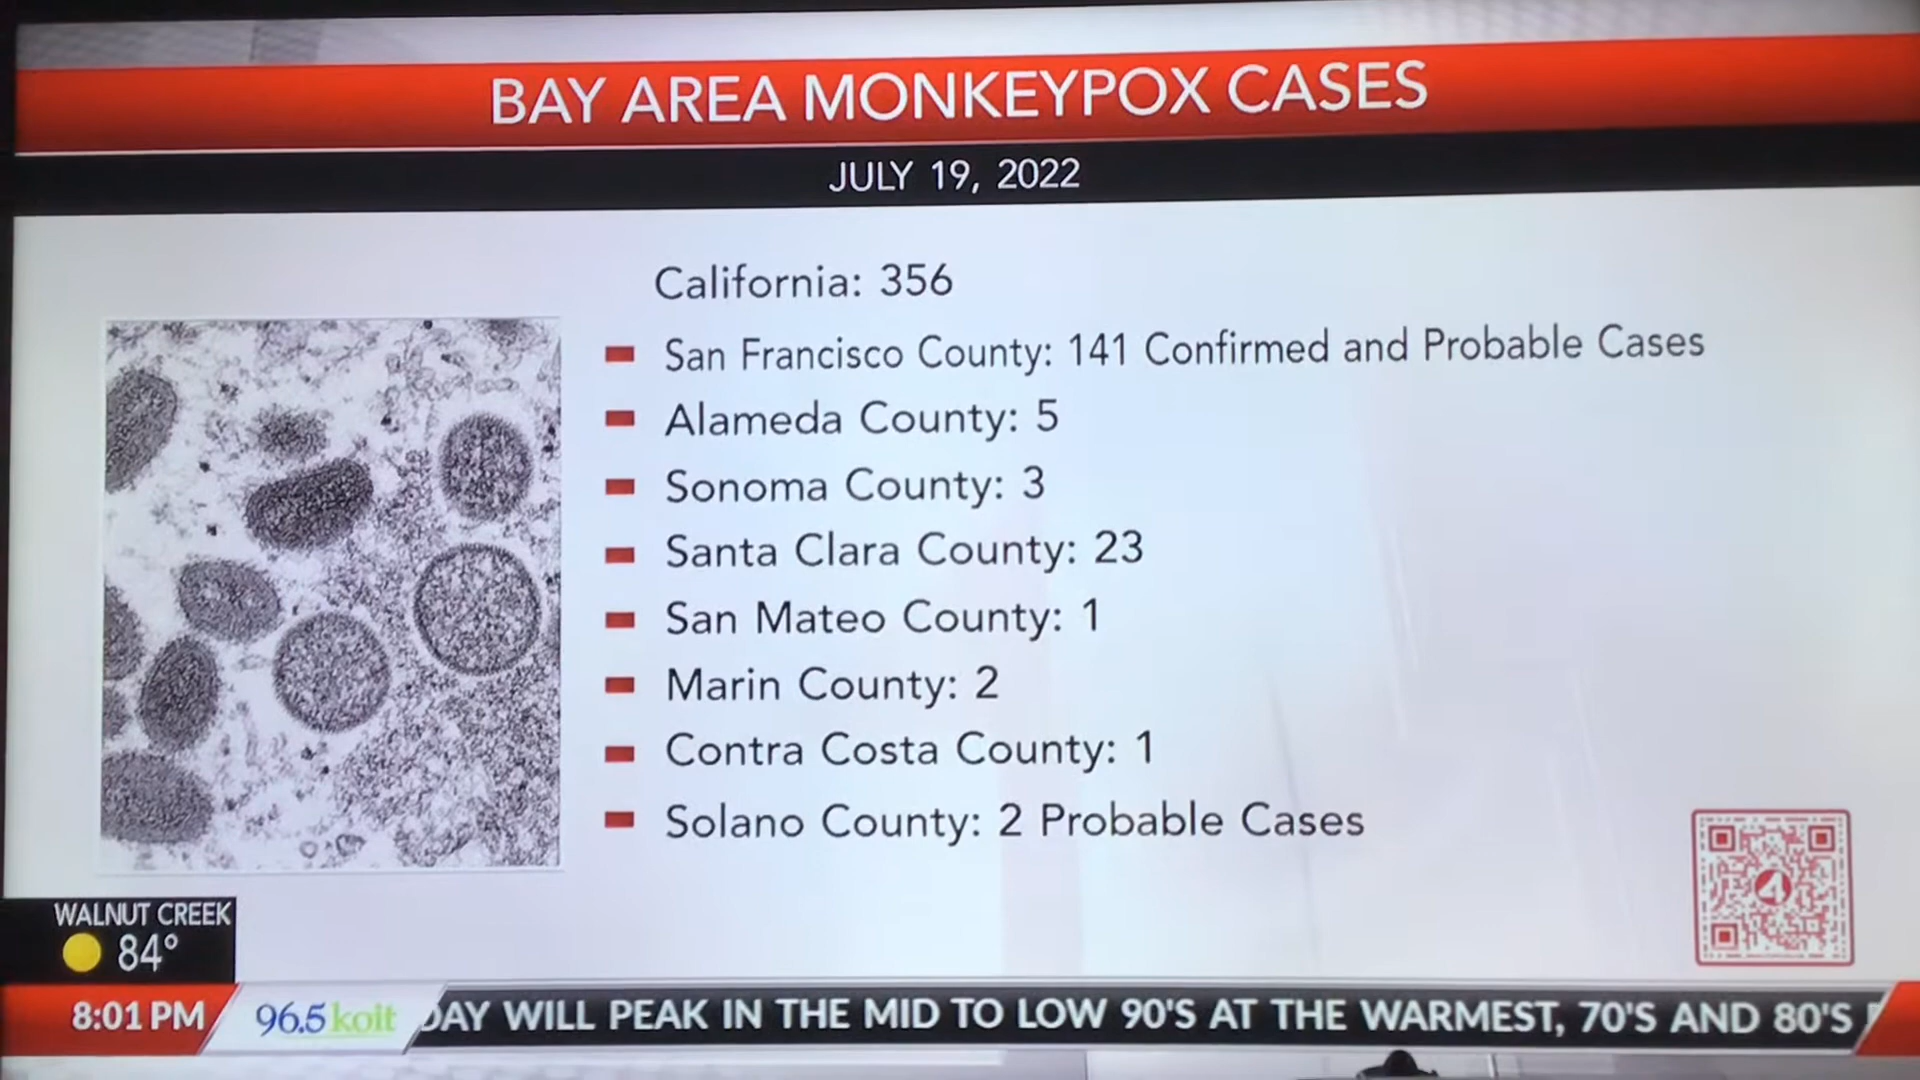 BAY AREA MONKEYPOX CASES
JULY 19, 2022
California: 356
San Francisco County: 141 Confirmed and Probable Cases
Alameda County: 5
Sonoma County: 3
Santa Clara County: 23
San Mateo County: 1
Marin County: 2
Contra Costa County: 1
Solano County: 2 Probable Cases
WALNUT CREEK
84°
8:01 PM
96.5 koit
DAY WILL PEAK IN THE MID TO LOW 90'S AT THE WARMEST, 70'S AND 80'S